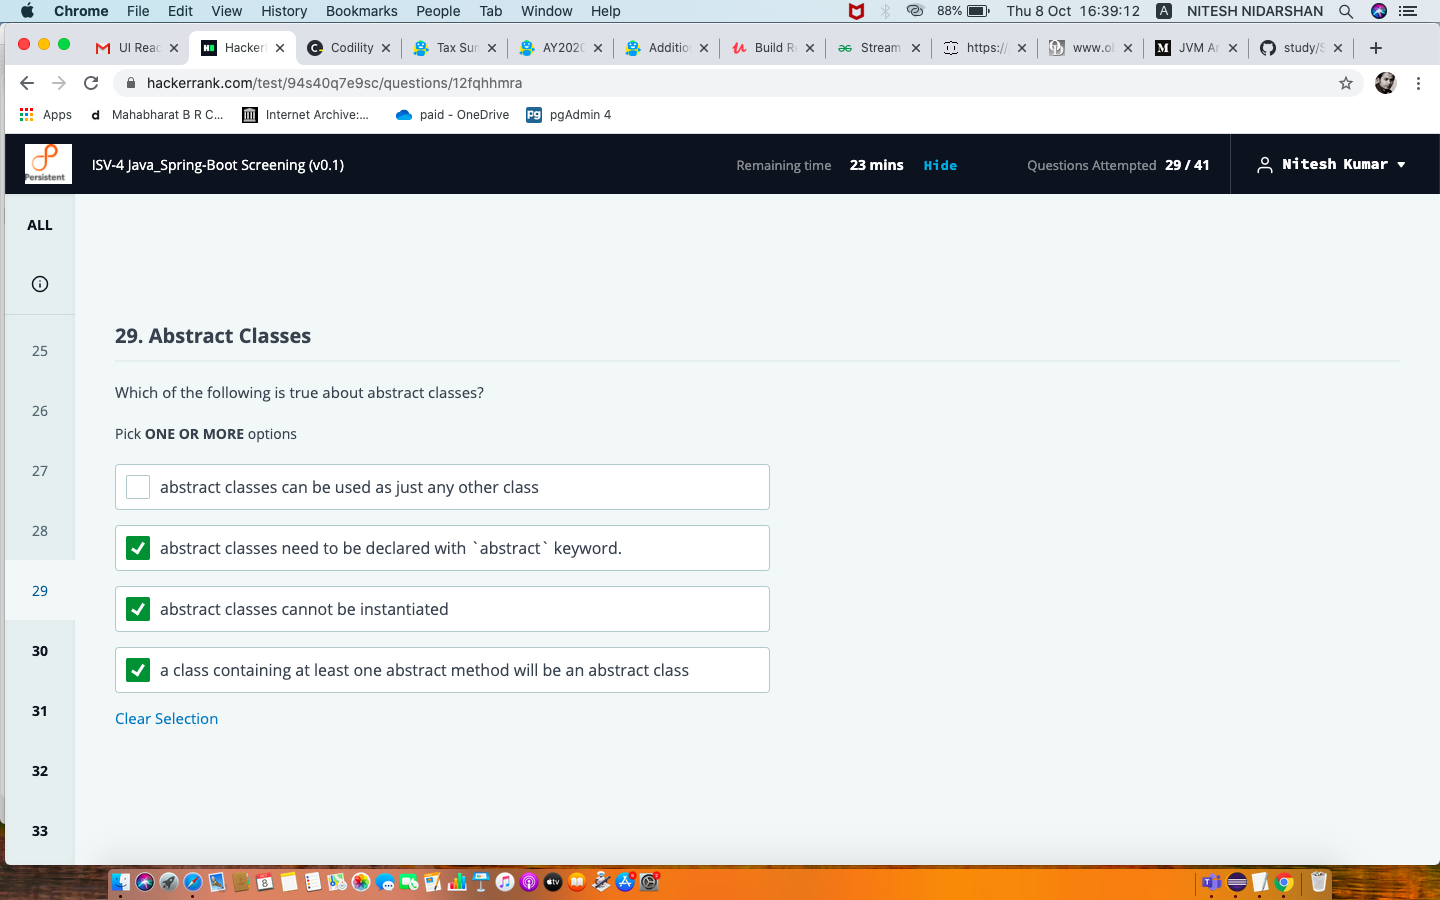 Chrome File Edit View History Bookmarks People Tab Window Help 88% Thu 8 Oct 16:39:12 A NITESH NIDARSHAN
UI Reac HackerI Codility Tax Sur AY2020 Additio Build R Stream https:// www.ol JVM Ar study/S
hackerrank.com/test/94s40q7e9sc/questions/12fqhhmra
Apps Mahabharat B R C... Internet Archive:... paid - OneDrive pgAdmin 4
Persistent ISV-4 Java_Spring-Boot Screening (v0.1) Remaining time 23 mins Hide Questions Attempted 29 / 41 Nitesh Kumar
ALL
25
26
27
28
29
30
31
32
33
29. Abstract Classes
Which of the following is true about abstract classes?
Pick ONE OR MORE options
abstract classes can be used as just any other class
abstract classes need to be declared with `abstract` keyword.
abstract classes cannot be instantiated
a class containing at least one abstract method will be an abstract class
Clear Selection